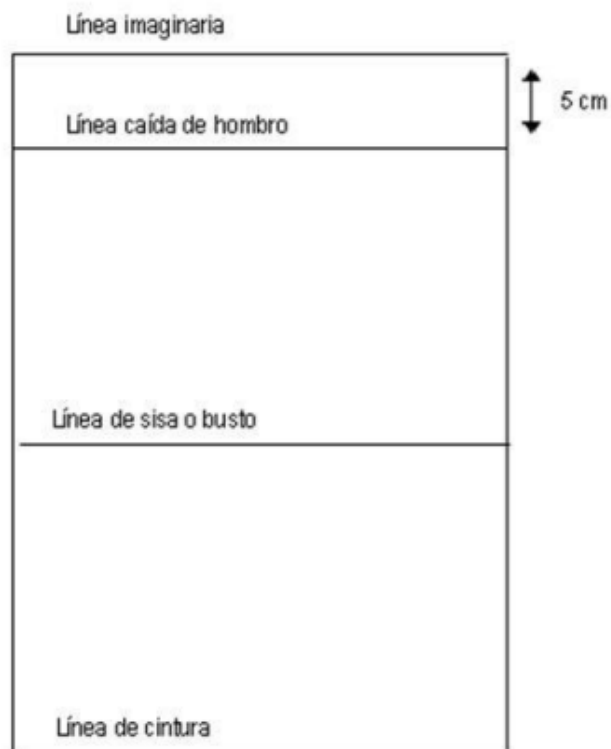 Línea imaginaria
5 cm
Línea caída de hombro
Línea de sisa o busto
Línea de cintura